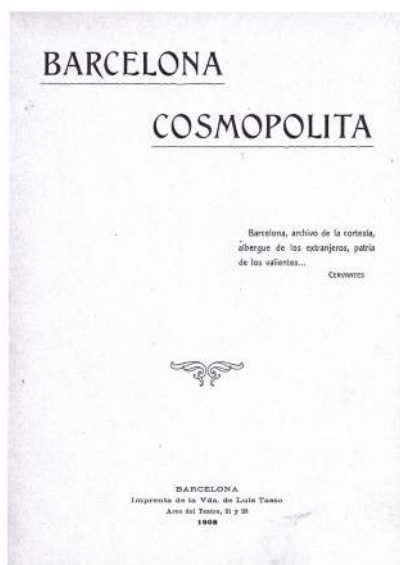 BARCELONA
COSMOPOLITA
Barcelona, archivo de la cortesía,
albergue de los extranjeros, patria
de los valientes...
CERVANTES
BARCELONA
Imprenta de la Vda. de Luis Tasso
Arco del Teatro, 21 y 23
1908